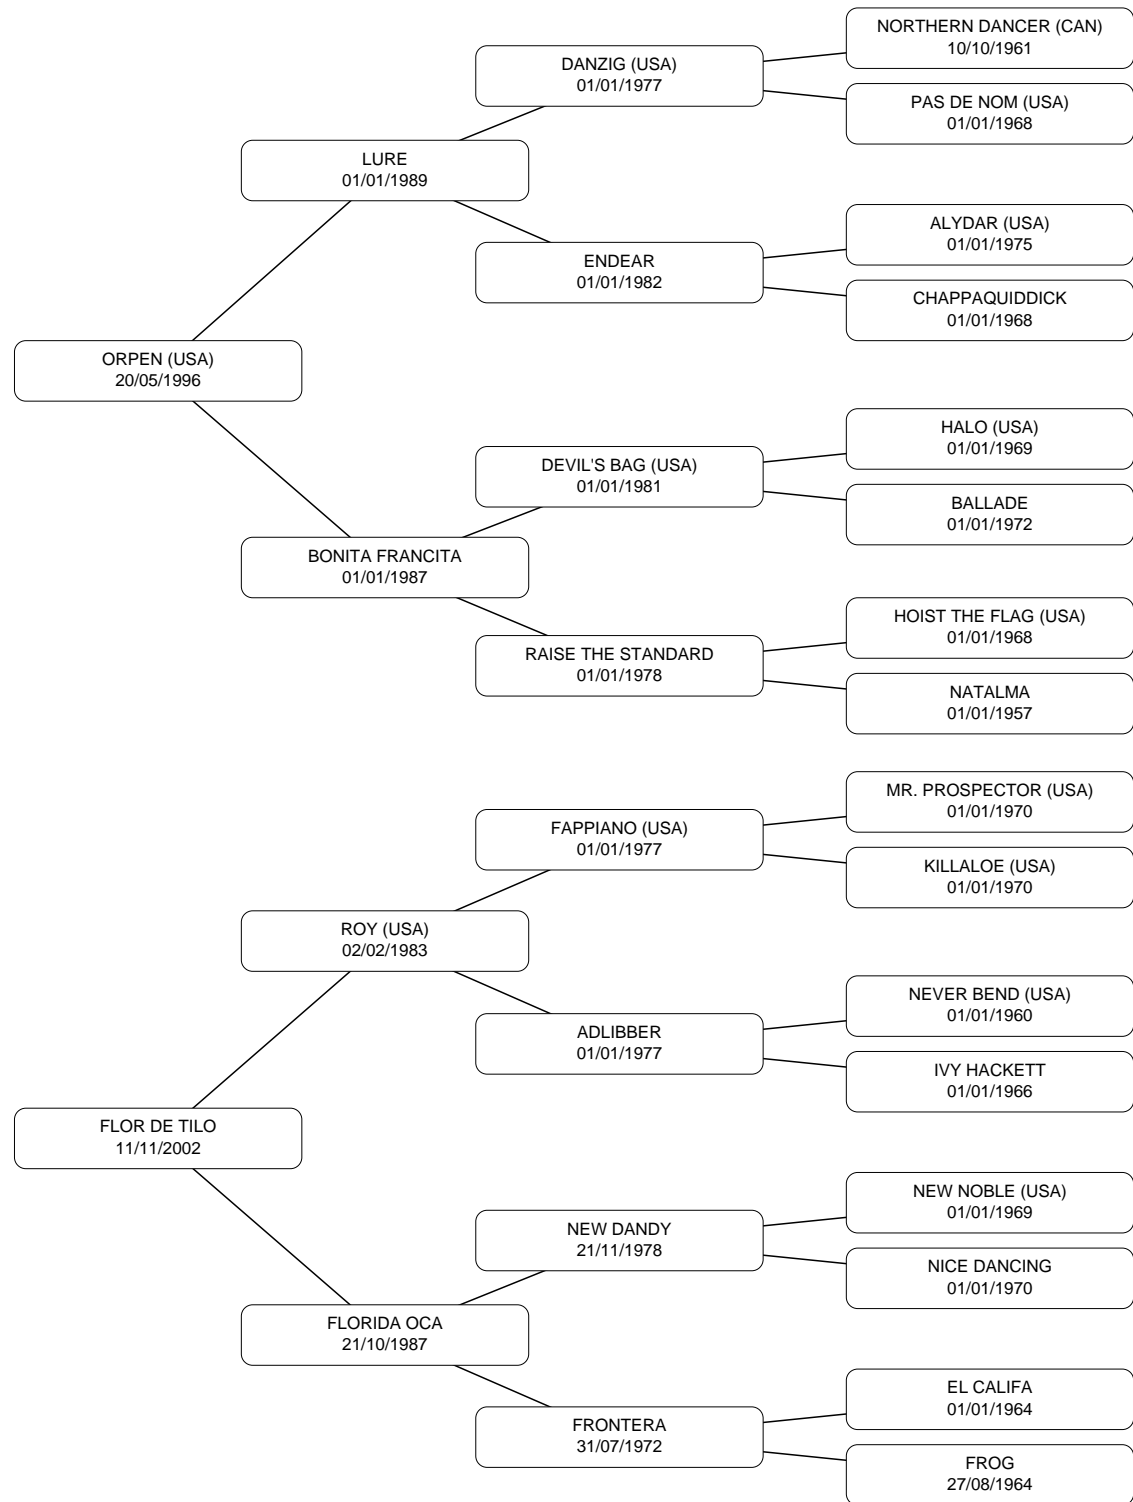 NORTHERN DANCER (CAN)
10/10/1961
DANZIG (USA)
01/01/1977
PAS DE NOM (USA)
01/01/1968
LURE
01/01/1989
ALYDAR (USA)
01/01/1975
ENDEAR
01/01/1982
CHAPPAQUIDDICK
01/01/1968
ORPEN (USA)
20/05/1996
HALO (USA)
01/01/1969
DEVIL'S BAG (USA)
01/01/1981
BALLADE
01/01/1972
BONITA FRANCITA
01/01/1987
HOIST THE FLAG (USA)
01/01/1968
RAISE THE STANDARD
01/01/1978
NATALMA
01/01/1957
MR. PROSPECTOR (USA)
01/01/1970
FAPPIANO (USA)
01/01/1977
KILLALOE (USA)
01/01/1970
ROY (USA)
02/02/1983
NEVER BEND (USA)
01/01/1960
ADLIBBER
01/01/1977
IVY HACKETT
01/01/1966
FLOR DE TILO
11/11/2002
NEW NOBLE (USA)
01/01/1969
NEW DANDY
21/11/1978
NICE DANCING
01/01/1970
FLORIDA OCA
21/10/1987
EL CALIFA
01/01/1964
FRONTERA
31/07/1972
FROG
27/08/1964